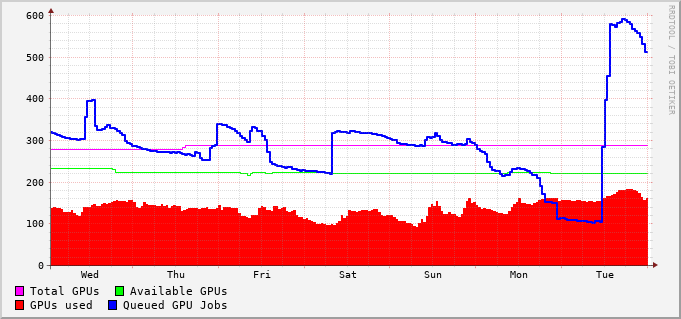 600
500
400
300
200
100
0
Wed Thu Fri Sat Sun Mon Tue
Total GPUs Available GPUs
GPUs used Queued GPU Jobs
RRDTOOL / TOBI OETIKER